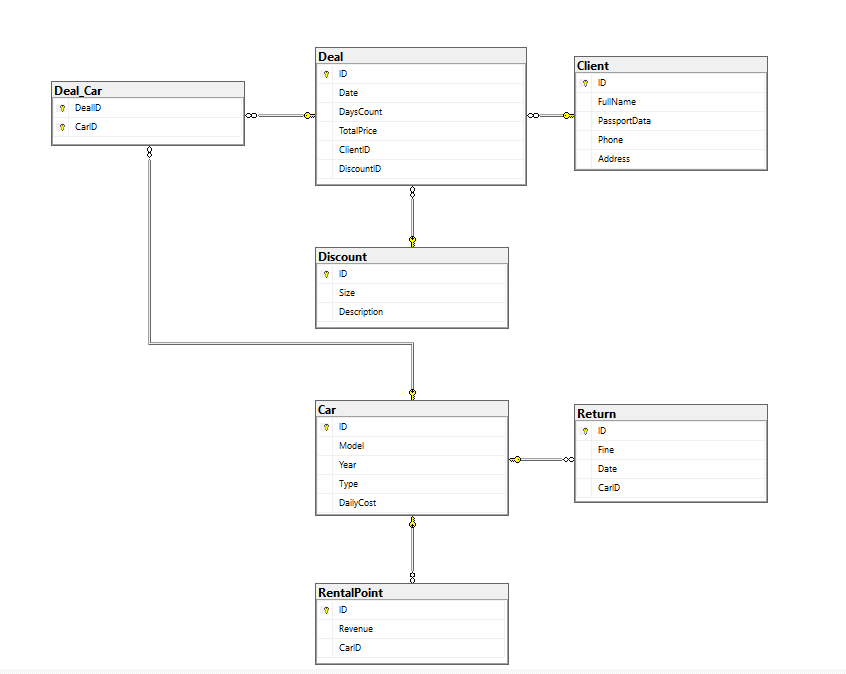 Deal_Car
DealID
CarID
Deal
ID
Date
DaysCount
TotalPrice
ClientID
DiscountID
Client
ID
FullName
PassportData
Phone
Address
Discount
ID
Size
Description
Car
ID
Model
Year
Type
DailyCost
Return
ID
Fine
Date
CarID
RentalPoint
ID
Revenue
CarID